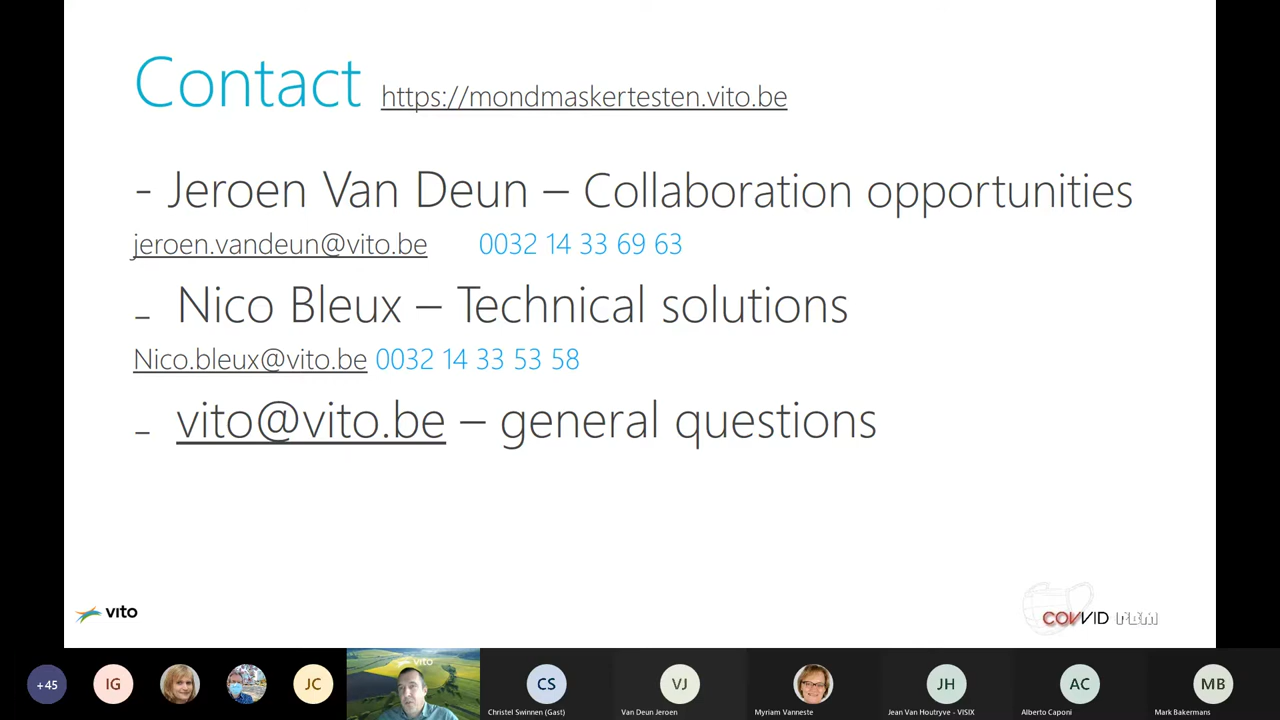 Contact https://mondmaskertesten.vito.be
- Jeroen Van Deun – Collaboration opportunities
jeroen.vandeun@vito.be 0032 14 33 69 63
– Nico Bleux – Technical solutions
Nico.bleux@vito.be 0032 14 33 53 58
– vito@vito.be – general questions
vito
COVVID PBM
vito
+45 IG JC CS VJ JH AC MB
Christel Swinnen (Gast) Van Deun Jeroen Myriam Vanneste Jean Van Houtryve - VISIX Alberto Caponi Mark Bakermans